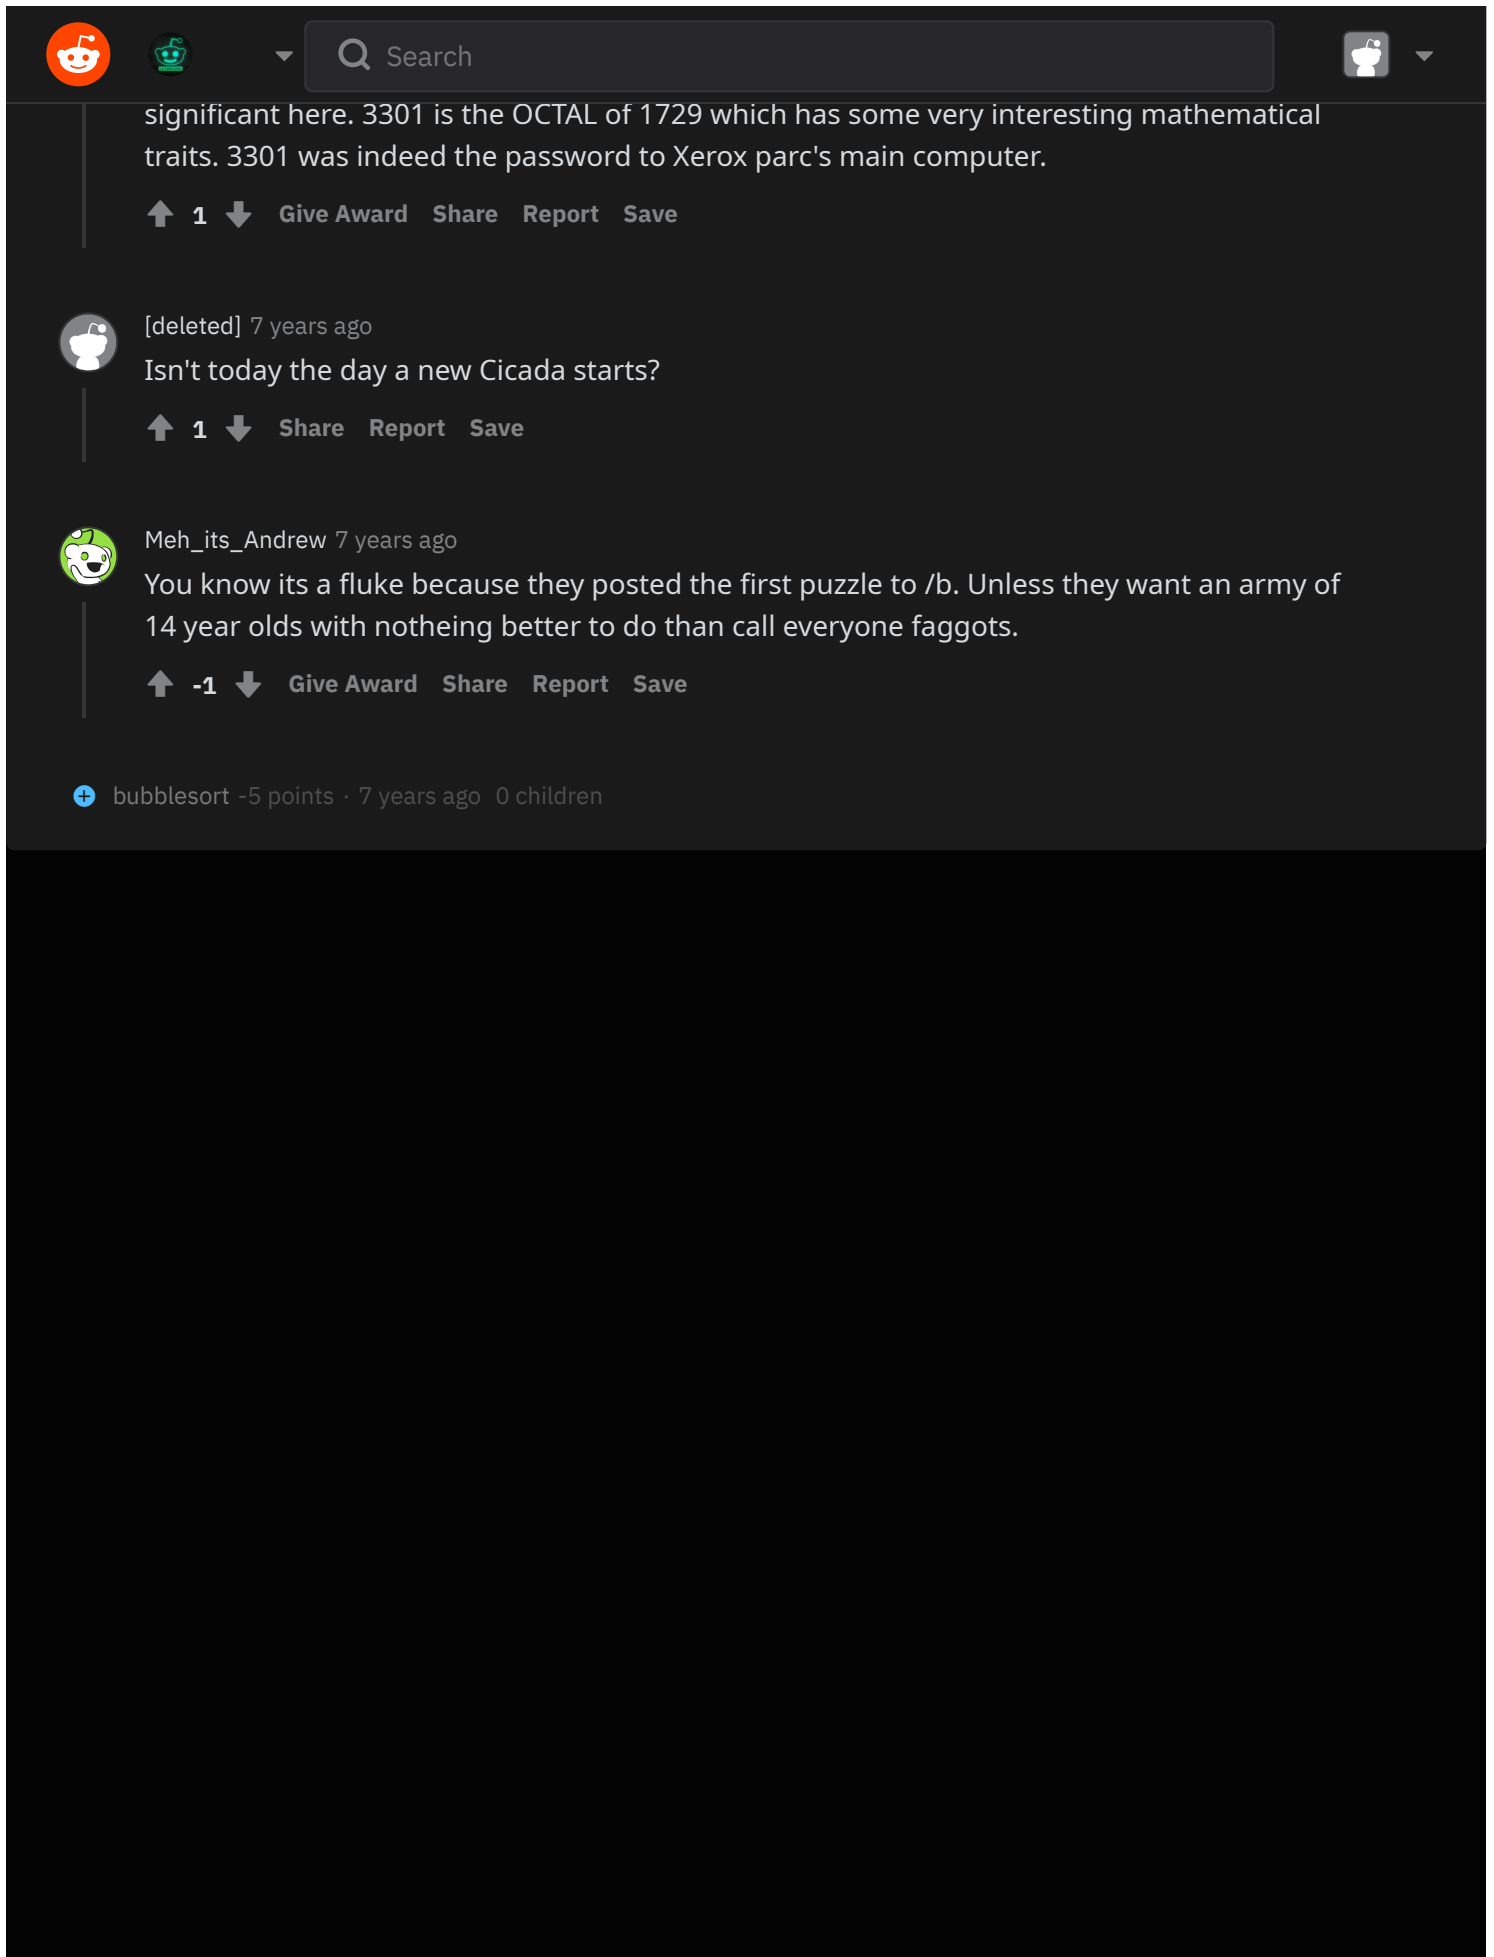 Search
significant here. 3301 is the OCTAL of 1729 which has some very interesting mathematical
traits. 3301 was indeed the password to Xerox parc's main computer.
1 Give Award Share Report Save
[deleted] 7 years ago
Isn't today the day a new Cicada starts?
1 Share Report Save
Meh_its_Andrew 7 years ago
You know its a fluke because they posted the first puzzle to /b. Unless they want an army of
14 year olds with notheing better to do than call everyone faggots.
-1 Give Award Share Report Save
bubblesort -5 points · 7 years ago 0 children